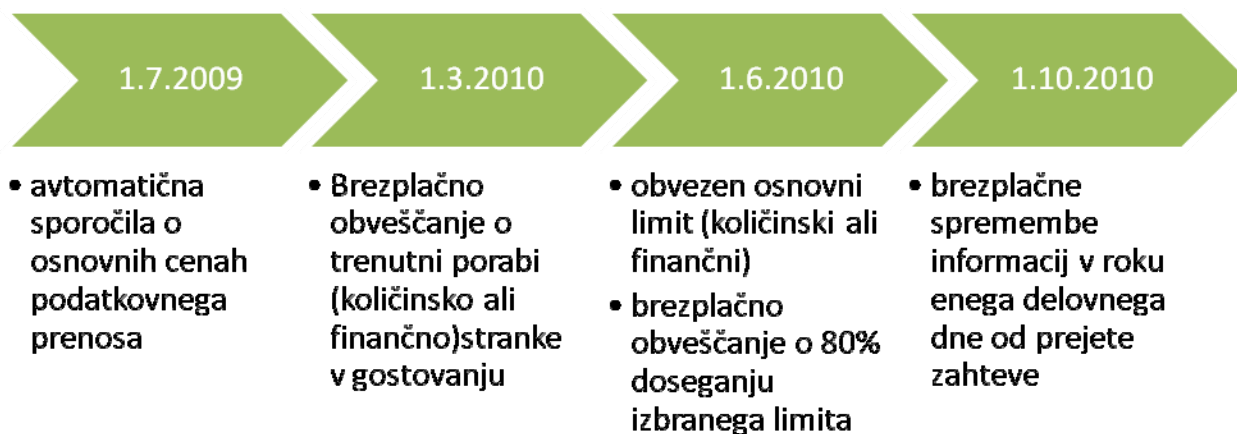 1.7.2009
• avtomatična
sporočila o
osnovnih cenah
podatkovnega
prenosa
1.3.2010
• Brezplačno
obveščanje o
trenutni porabi
(količinsko ali
finančno)stranke
v gostovanju
1.6.2010
• obvezen osnovni
limit (količinski ali
finančni)
• brezplačno
obveščanje o 80%
doseganju
izbranega limita
1.10.2010
• brezplačne
spremembe
informacij v roku
enega delovnega
dne od prejete
zahteve